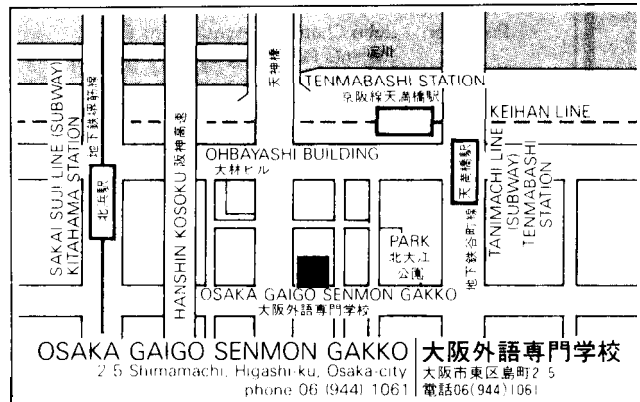 淀川
天神橋
TENMABASHI STATION
京阪線天満橋駅
KEIHAN LINE
SAKAI SUJI LINE (SUBWAY)
KITAHAMA STATION
地下鉄堺筋線
北浜駅
HANSHIN KOSOKU 阪神高速
OHBAYASHI BUILDING
大林ビル
天満橋駅
地下鉄谷町線
TANIMACHI LINE
(SUBWAY)
TENMABASHI
STATION
PARK
北大江
公園
OSAKA GAIGO SENMON GAKKO
大阪外語専門学校
OSAKA GAIGO SENMON GAKKO
2 5 Shimamachi, Higashi-ku, Osaka-city
phone 06 (944) 1061
大阪外語専門学校
大阪市東区島町2 5
電話06(944)1061